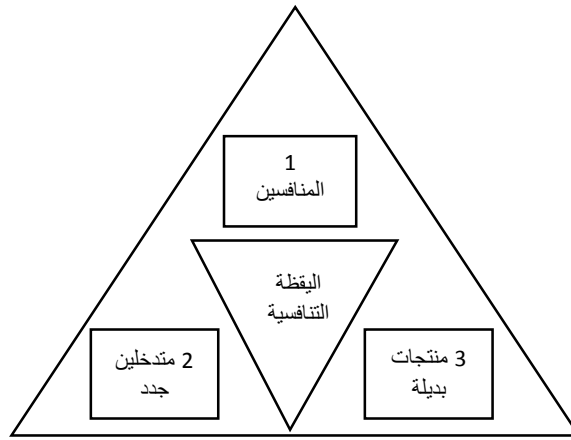 1
المنافسين
اليقظة
التنافسية
2 متدخلين
جدد
3 منتجات
بديلة